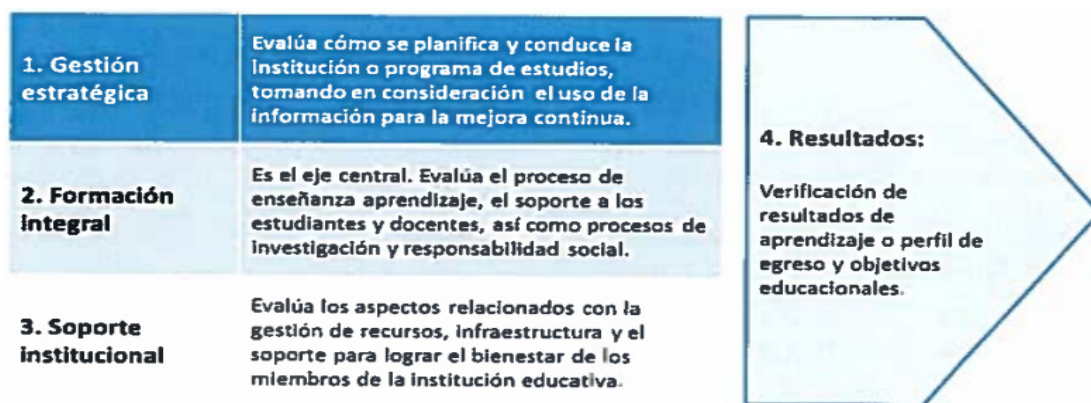 1. Gestión
estratégica
Evalúa cómo se planifica y conduce la
institución o programa de estudios,
tomando en consideración el uso de la
información para la mejora continua.
2. Formación
integral
Es el eje central. Evalúa el proceso de
enseñanza aprendizaje, el soporte a los
estudiantes y docentes, así como procesos de
investigación y responsabilidad social.
3. Soporte
institucional
Evalúa los aspectos relacionados con la
gestión de recursos, infraestructura y el
soporte para lograr el bienestar de los
miembros de la institución educativa.
4. Resultados:
Verificación de
resultados de
aprendizaje o perfil de
egreso y objetivos
educacionales.